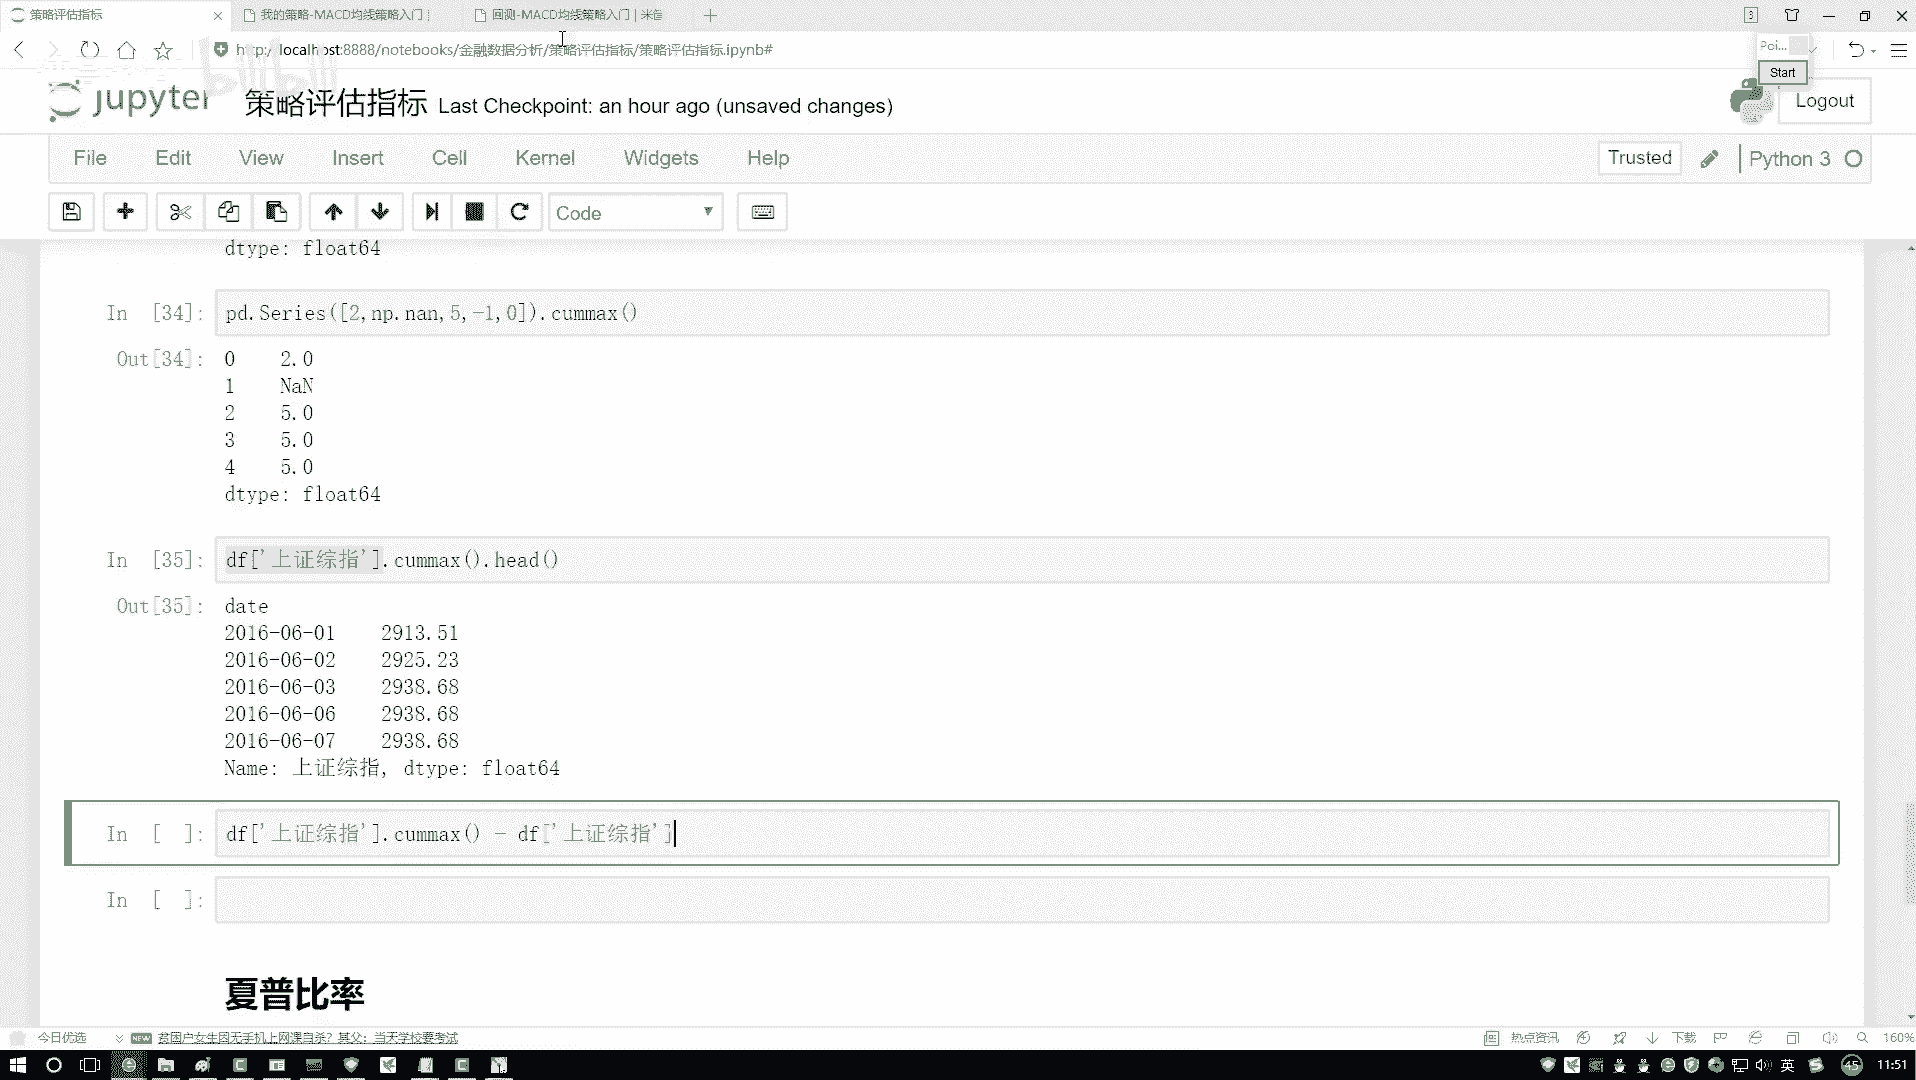 策略评估指标
我的策略-MACD均线策略入门 |
回测-MACD均线策略入门 | 米筐
3
http://localhost:8888/notebooks/金融数据分析/策略评估指标/策略评估指标.ipynb#
Poi...
Start
bilibili
jupyter 策略评估指标 Last Checkpoint: an hour ago (unsaved changes)
Logout
File Edit View Insert Cell Kernel Widgets Help
Trusted
Python 3
Code
dtype: float64
In [34]: pd.Series([2,np.nan,5,-1,0]).cummax()
Out[34]: 0 2.0
1 NaN
2 5.0
3 5.0
4 5.0
dtype: float64
In [35]: df['上证综指'].cummax().head()
Out[35]: date
2016-06-01 2913.51
2016-06-02 2925.23
2016-06-03 2938.68
2016-06-06 2938.68
2016-06-07 2938.68
Name: 上证综指, dtype: float64
In [ ]: df['上证综指'].cummax() - df['上证综指']
In [ ]:
夏普比率
今日优选
NEW 贫困户女生因无手机上网课自杀？其父：当天学校要考试
热点资讯
下载
160%
英
45
11:51